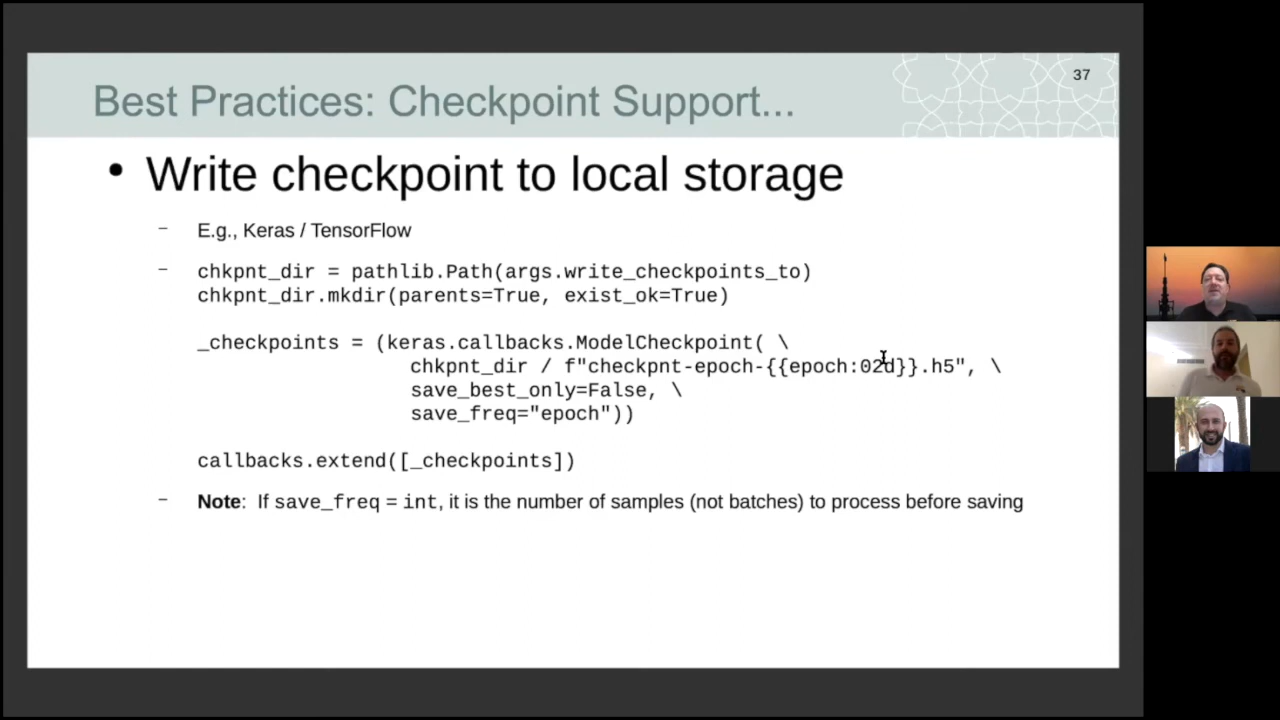 37
Best Practices: Checkpoint Support...
• Write checkpoint to local storage
– E.g., Keras / TensorFlow
– chkpnt_dir = pathlib.Path(args.write_checkpoints_to)
chkpnt_dir.mkdir(parents=True, exist_ok=True)
_checkpoints = (keras.callbacks.ModelCheckpoint( \
chkpnt_dir / f"checkpnt-epoch-{{epoch:02d}}.h5", \
save_best_only=False, \
save_freq="epoch"))
callbacks.extend([_checkpoints])
– Note: If save_freq = int, it is the number of samples (not batches) to process before saving